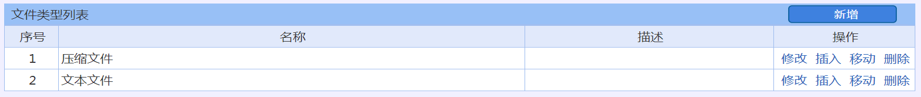 文件类型列表 新增
序号 名称 描述 操作
1 压缩文件 修改 插入 移动 删除
2 文本文件 修改 插入 移动 删除